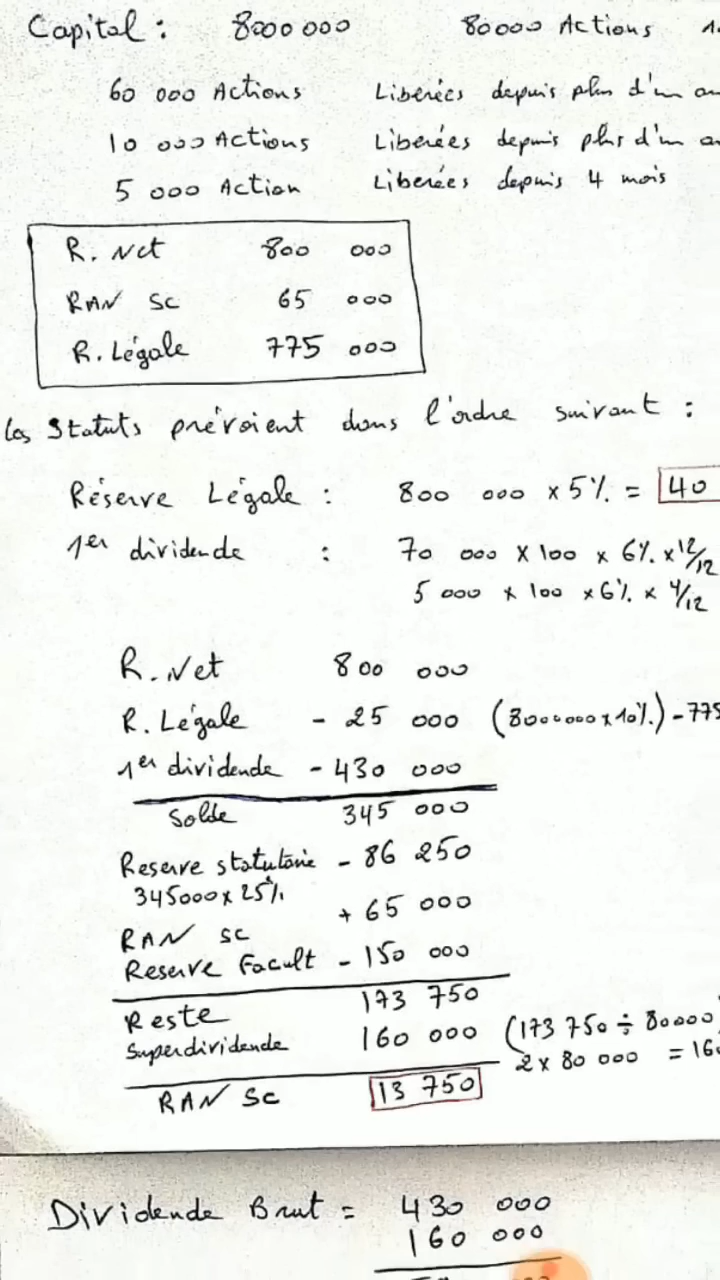 Capital : 8000 000 80000 Actions
60 000 Actions Liberées depuis plus d'un an
10 000 Actions Liberées depuis plus d'un an
5 000 Action Liberées depuis 4 mois
R. Net 800 000
RAN SC 65 000
R. Légale 775 000
Les Statuts prévoient dans l'ordre suivant :
Réserve Légale : 800 000 x 5% = 40
1er dividende : 70 000 x 100 x 6% x 12/12
5 000 x 100 x 6% x 4/12
R. Net 800 000
R. Légale - 25 000 (8000000 x 10%) - 775
1er dividende - 430 000
Solde 345 000
Reserve statutaire - 86 250
345000 x 25%
RAN SC + 65 000
Reserve Facult - 150 000
Reste 173 750
Superdividende 160 000 (173 750 ÷ 80000)
2 x 80 000 = 160
RAN SC 13 750
Dividende Brut = 430 000
160 000